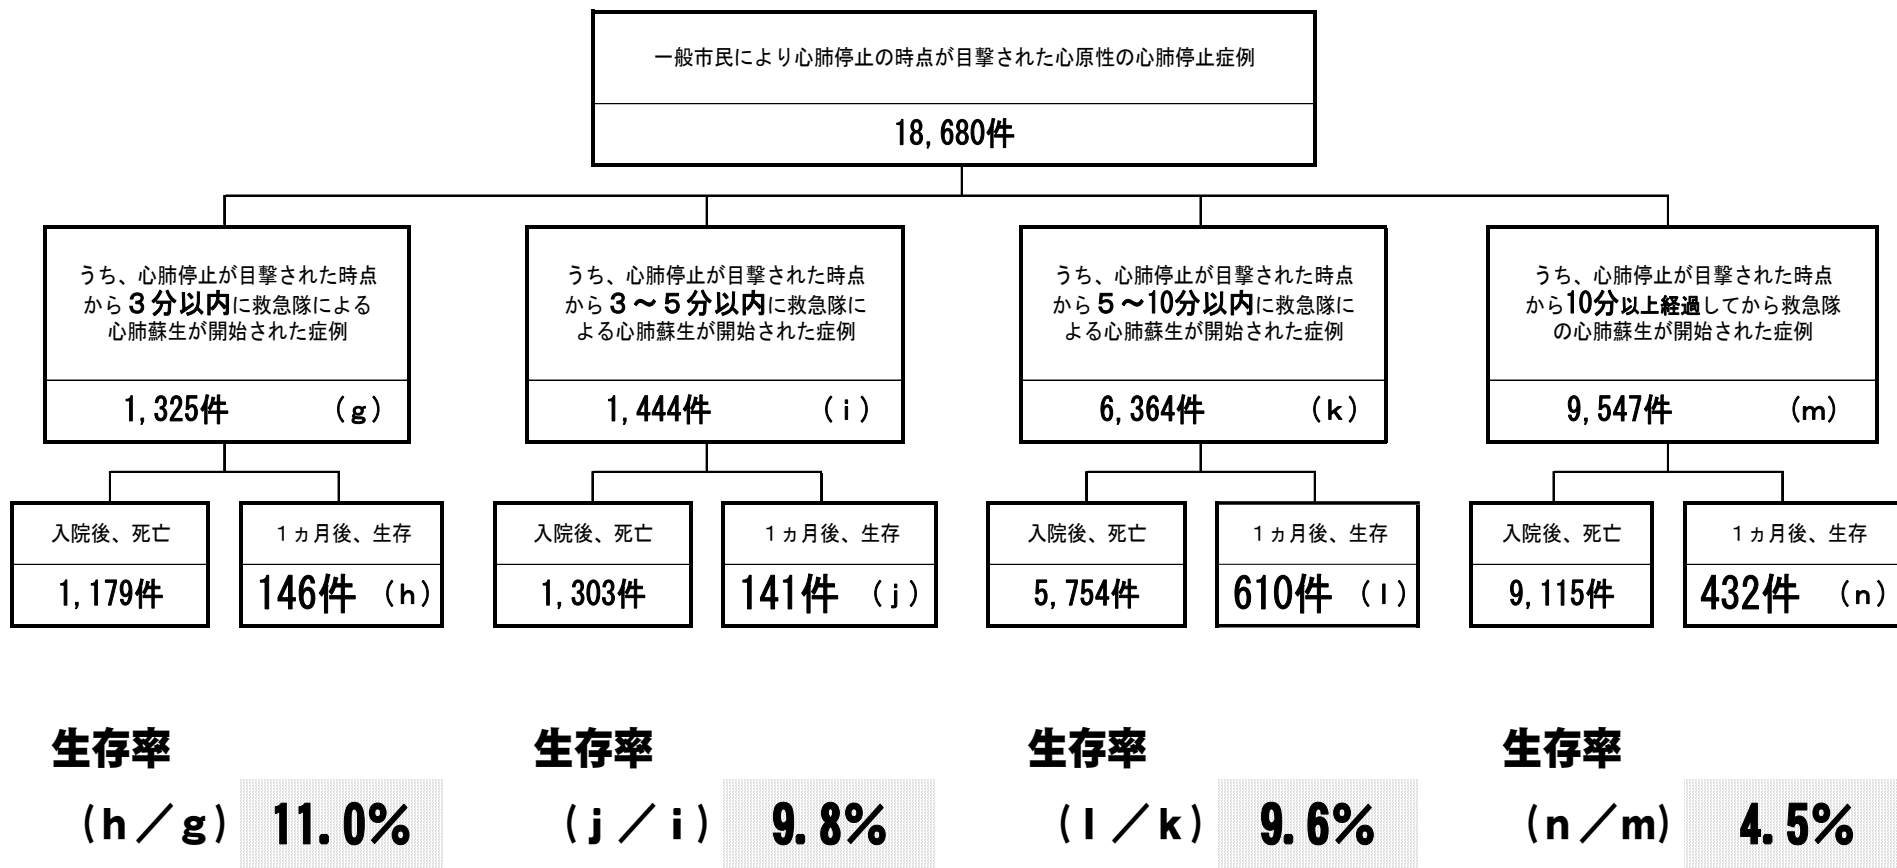 一般市民により心肺停止の時点が目撃された心原性の心肺停止症例
18,680件
うち、心肺停止が目撃された時点
から３分以内に救急隊による
心肺蘇生が開始された症例
1,325件 （ｇ）
うち、心肺停止が目撃された時点
から３～５分以内に救急隊に
よる心肺蘇生が開始された症例
1,444件 （ｉ）
うち、心肺停止が目撃された時点
から５～10分以内に救急隊に
よる心肺蘇生が開始された症例
6,364件 （ｋ）
うち、心肺停止が目撃された時点
から10分以上経過してから救急隊
の心肺蘇生が開始された症例
9,547件 （ｍ）
入院後、死亡
1,179件
１ヵ月後、生存
146件 （ｈ）
入院後、死亡
1,303件
１ヵ月後、生存
141件 （ｊ）
入院後、死亡
5,754件
１ヵ月後、生存
610件 （ｌ）
入院後、死亡
9,115件
１ヵ月後、生存
432件 （ｎ）
生存率
（ｈ／ｇ） 11.0%
生存率
（ｊ／ｉ） 9.8%
生存率
（ｌ／ｋ） 9.6%
生存率
（ｎ／ｍ） 4.5%